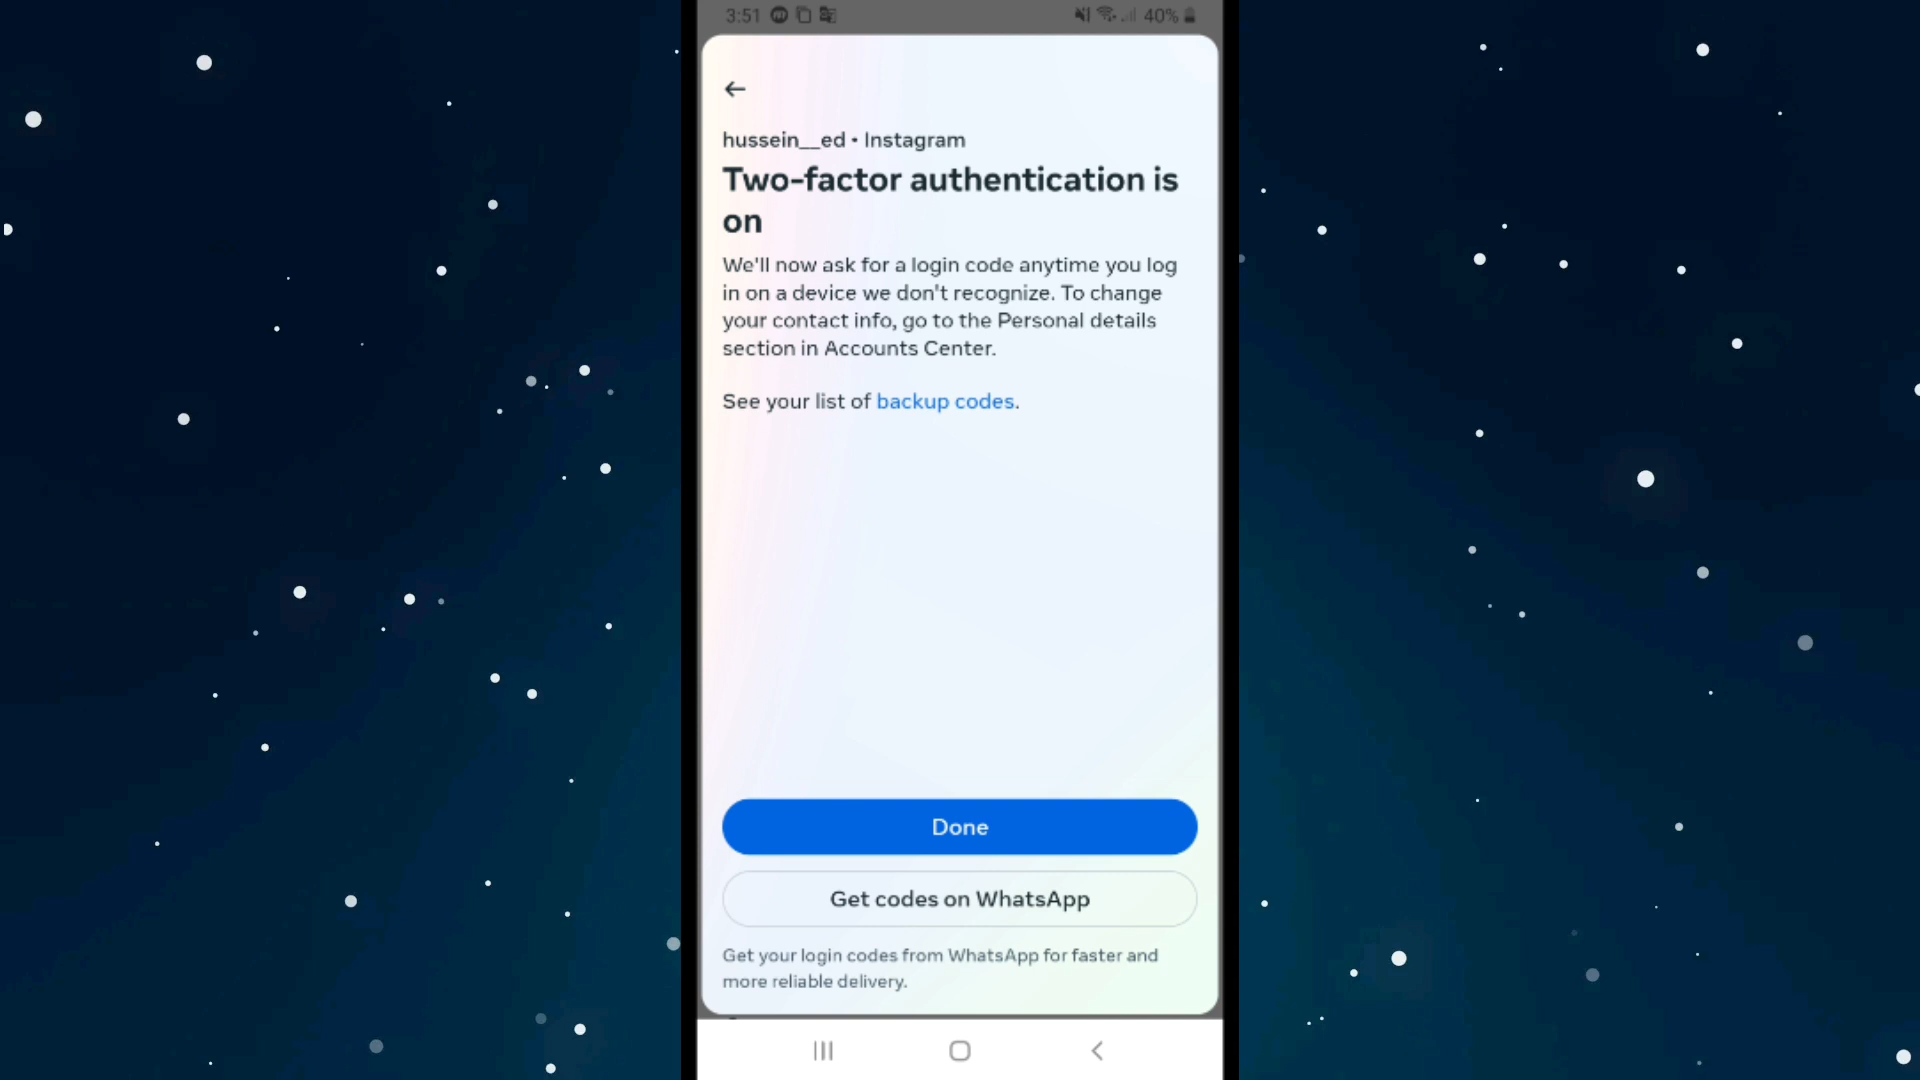 3:51
40%
hussein__ed • Instagram
Two-factor authentication is
on
We'll now ask for a login code anytime you log
in on a device we don't recognize. To change
your contact info, go to the Personal details
section in Accounts Center.
See your list of backup codes.
Done
Get codes on WhatsApp
Get your login codes from WhatsApp for faster and
more reliable delivery.